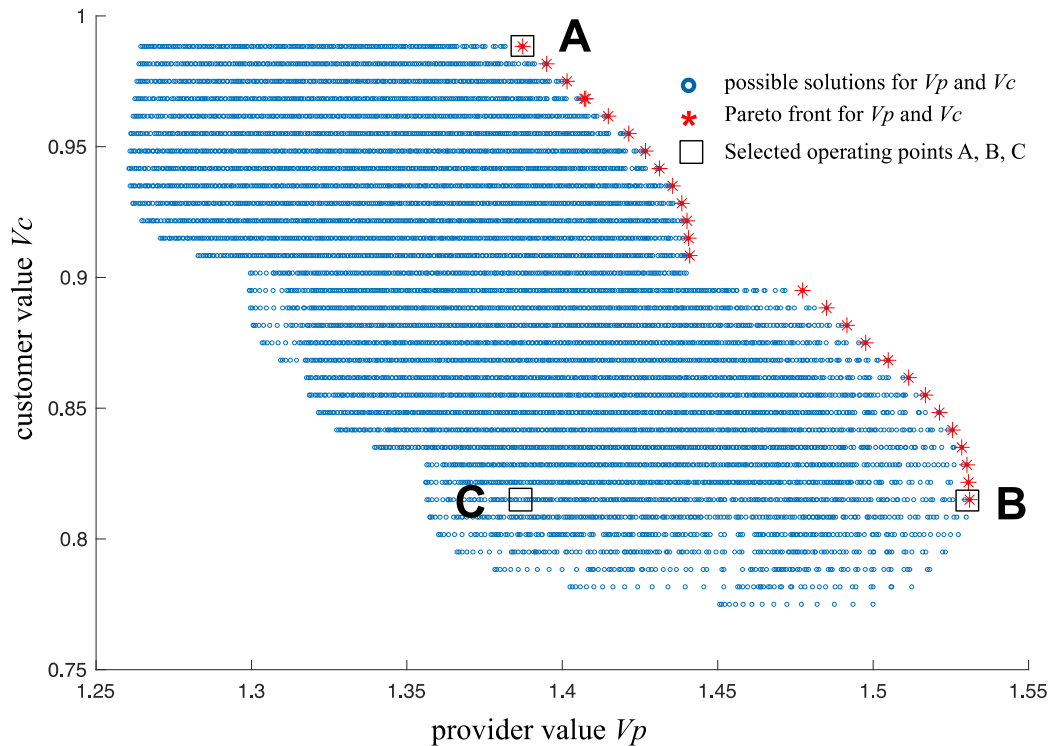 1
A
possible solutions for Vp and Vc
Pareto front for Vp and Vc
Selected operating points A, B, C
0.95
0.9
0.85
0.8
0.75
customer value Vc
C
B
1.25
1.3
1.35
1.4
1.45
1.5
1.55
provider value Vp